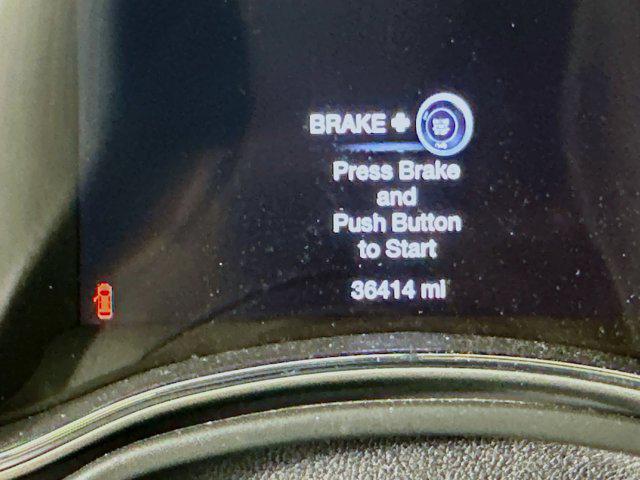 BRAKE +
Press Brake
and
Push Button
to Start
36414 mi